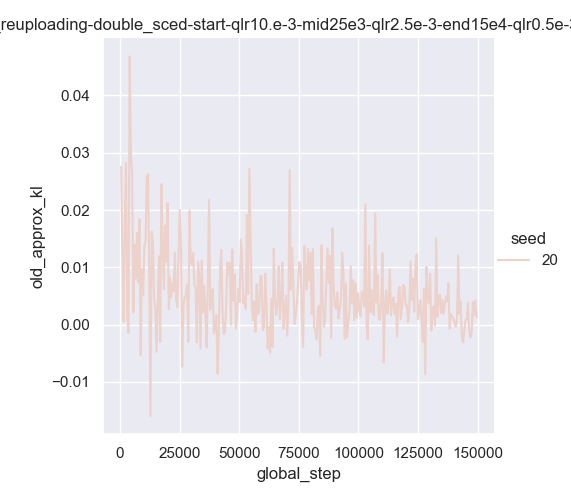 _reuploading-double_sced-start-qlr10.e-3-mid25e3-qlr2.5e-3-end15e4-qlr0.5e-3
old_approx_kl
0.04
0.03
0.02
0.01
0.00
−0.01
0 25000 50000 75000 100000 125000 150000
global_step
seed
20